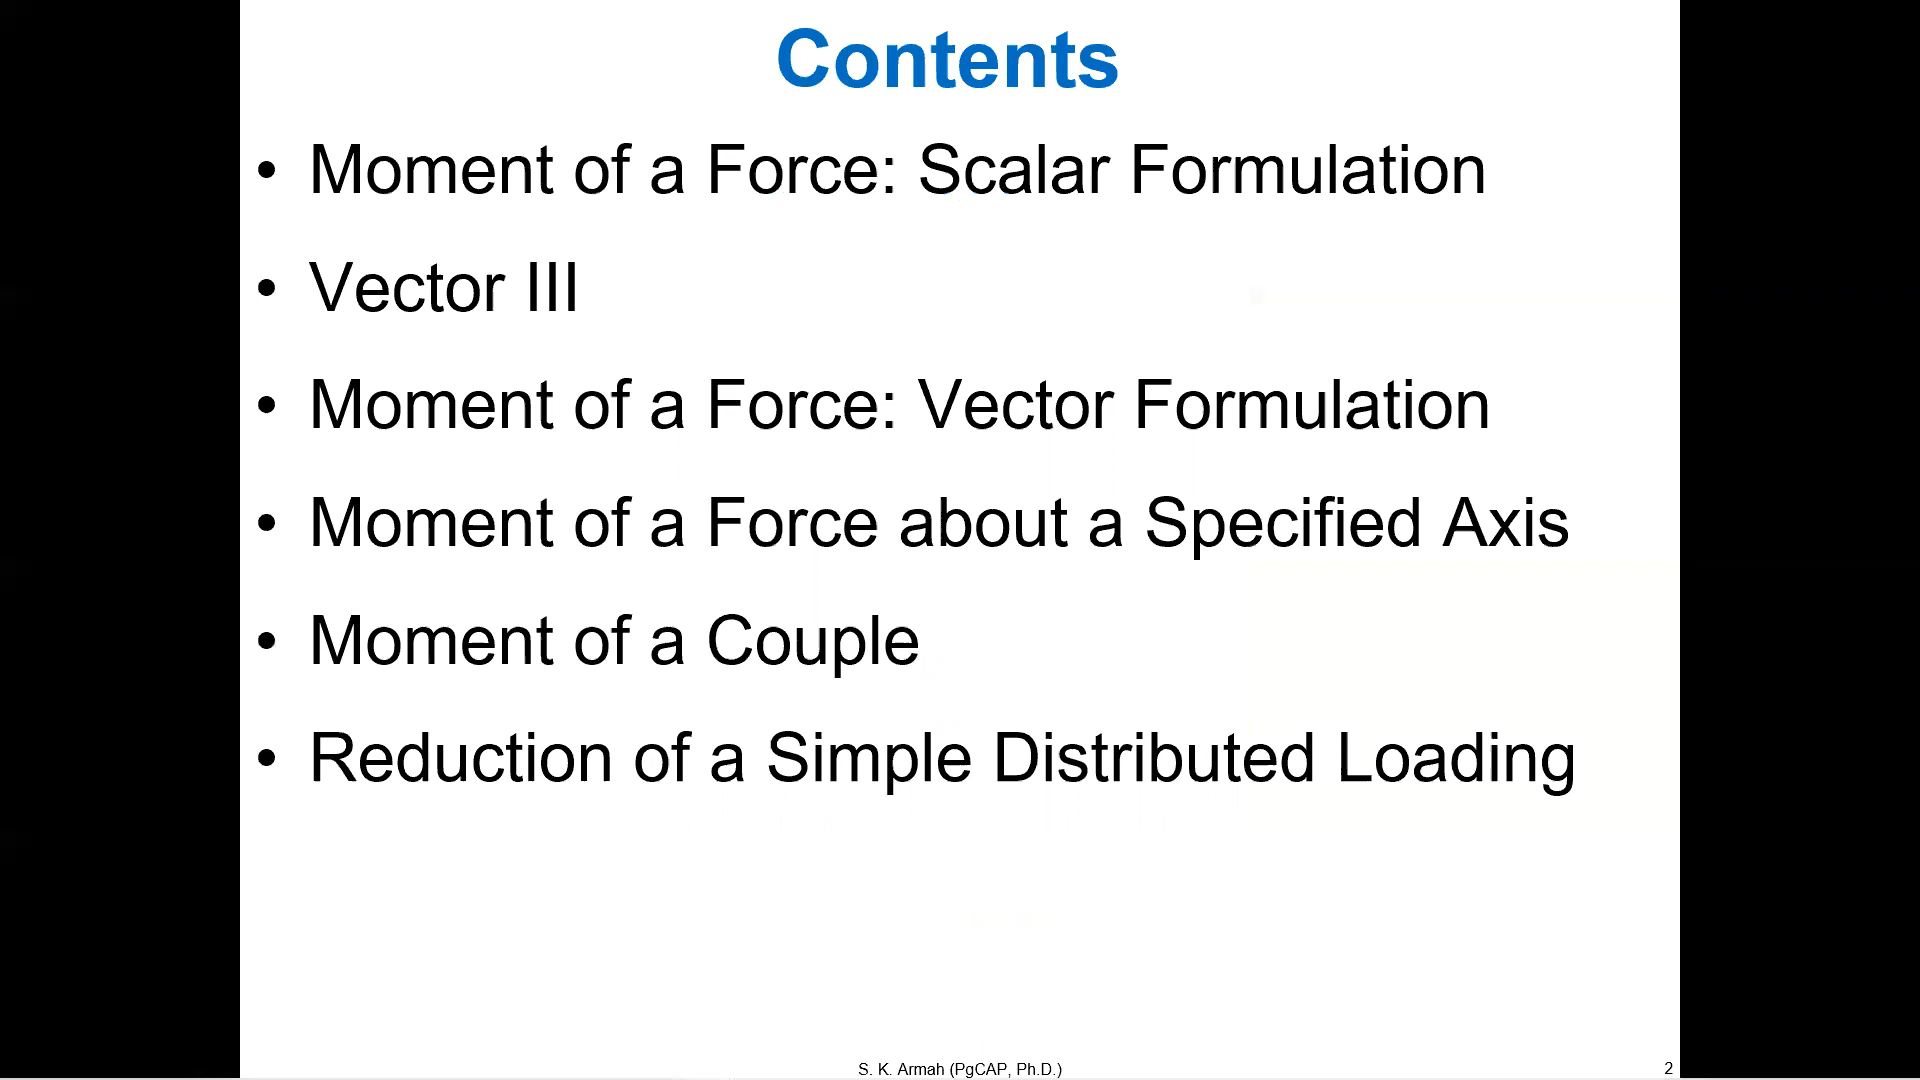 Contents
• Moment of a Force: Scalar Formulation
• Vector III
• Moment of a Force: Vector Formulation
• Moment of a Force about a Specified Axis
• Moment of a Couple
• Reduction of a Simple Distributed Loading
S. K. Armah (PgCAP, Ph.D.)
2